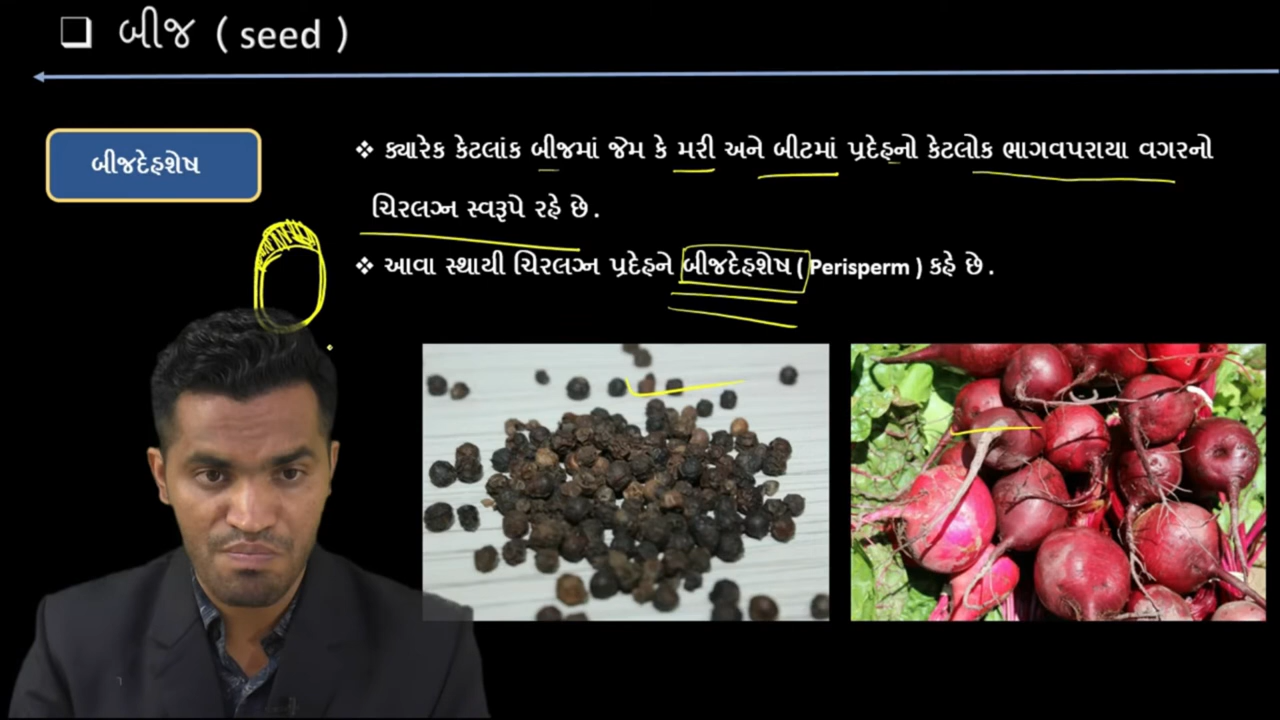 ❑ બીજ ( seed )
બીજદેહશેષ
❖ ક્યારેક કેટલાંક બીજમાં જેમ કે મરી અને બીટમાં પ્રદેહનો કેટલોક ભાગવપરાયા વગરનો
ચિરલગ્ન સ્વરૂપે રહે છે .
❖ આવા સ્થાયી ચિરલગ્ન પ્રદેહને બીજદેહશેષ ( Perisperm ) કહે છે .